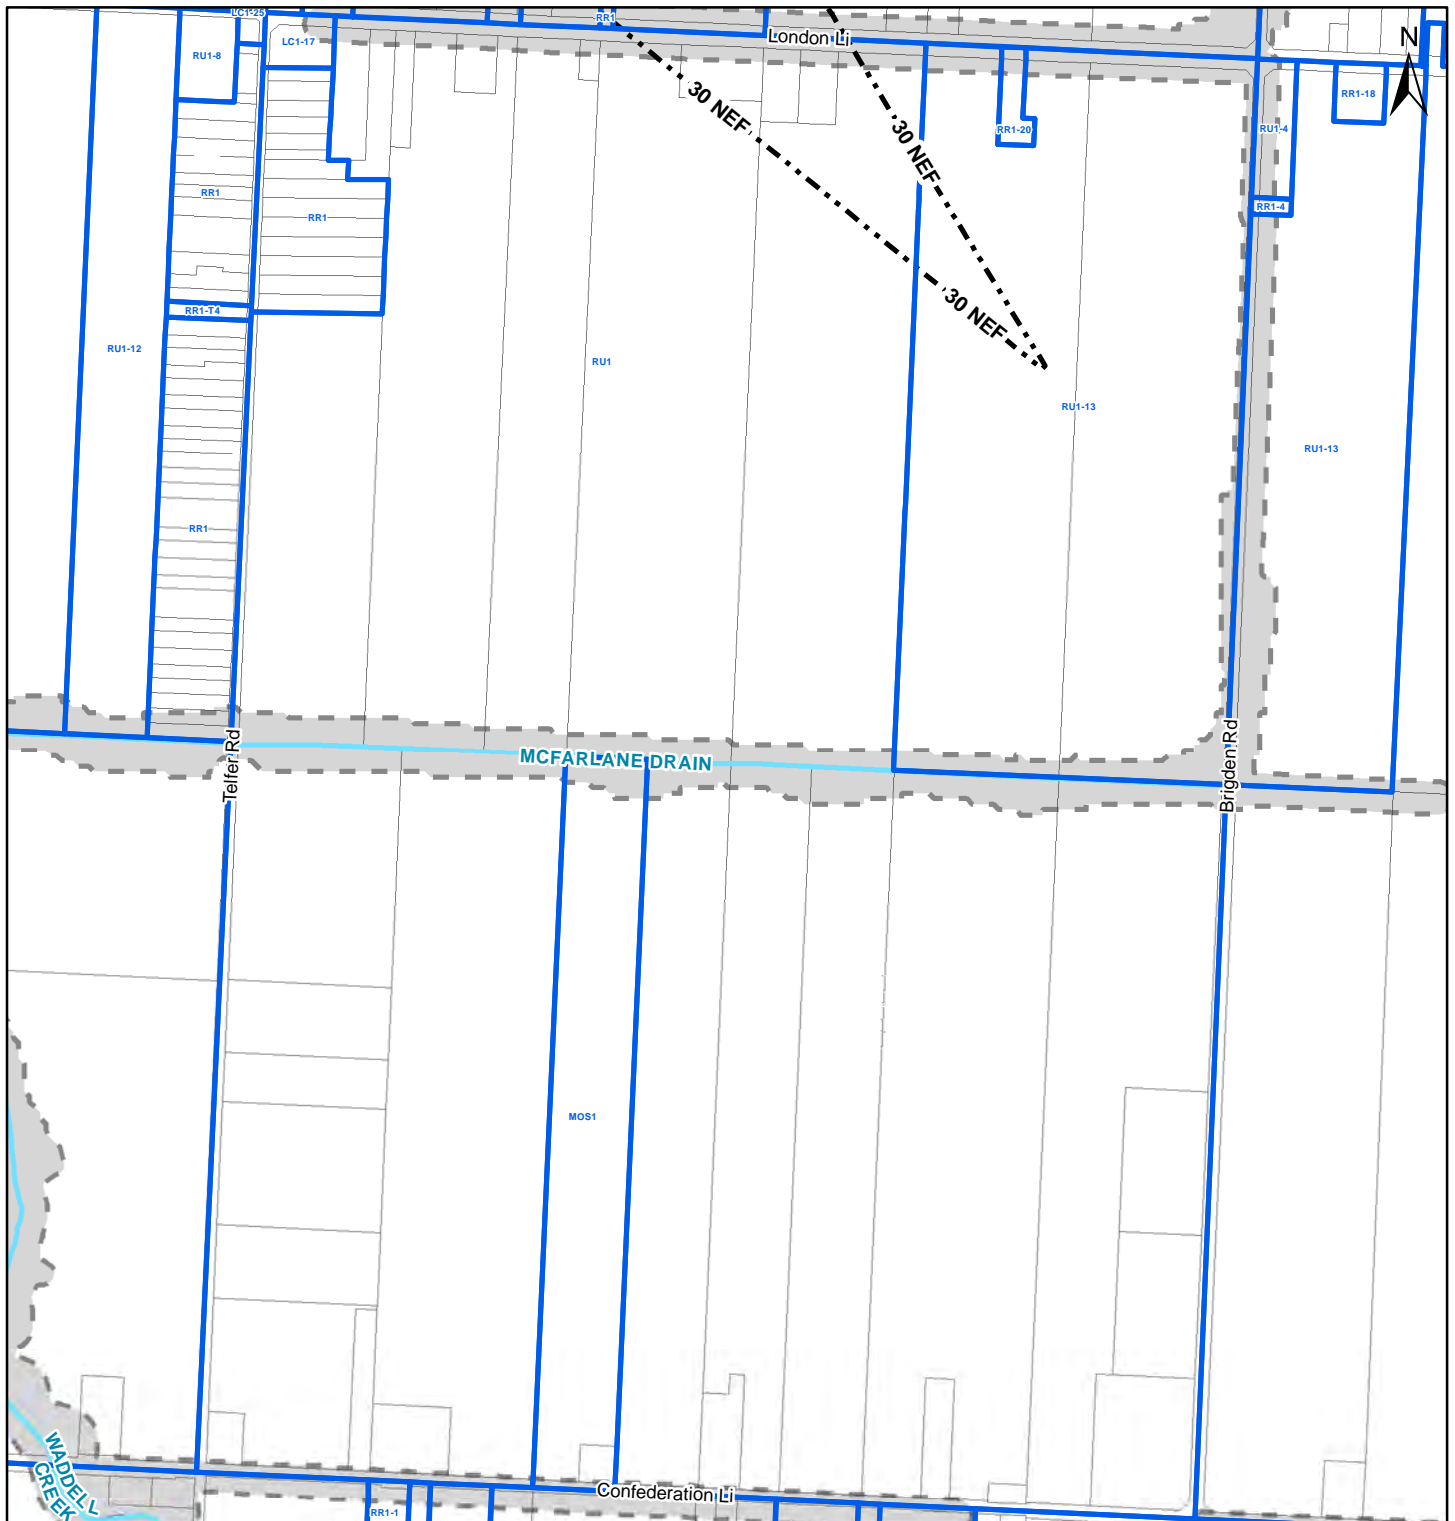 LC1-25
RR1
London Li
N
LC1-17
RU1-8
30 NEF
30 NEF
RR1-20
RU1-4
RR1-18
RR1
RR1
RR1-4
RR1-T4
30 NEF
RU1-12
RU1
RU1-13
RU1-13
RR1
MCFARLANE DRAIN
Telfer Rd
Brigden Rd
MOS1
WADDELL
CREEK
Confederation Li
RR1-1